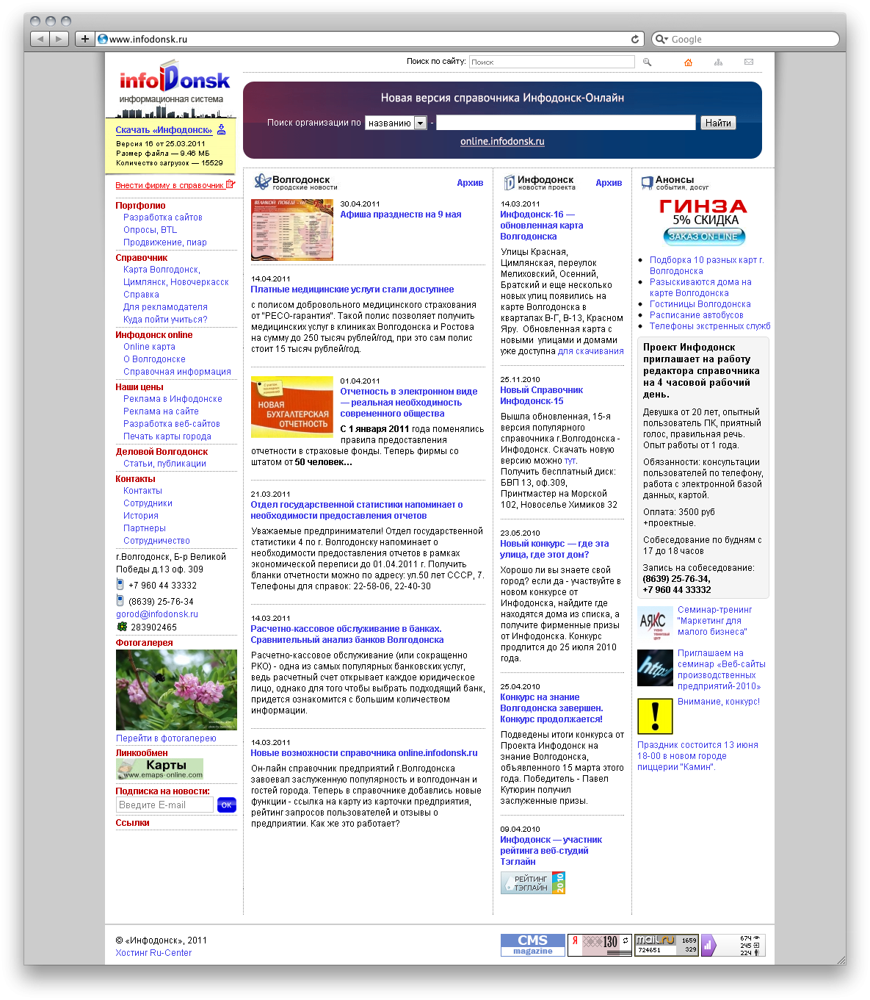 www.infodonsk.ru
Google
Поиск по сайту:
Поиск
infoDonsk
информационная система
Новая версия справочника Инфодонск-Онлайн
Поиск организации по названию - Найти
online.infodonsk.ru
Скачать «Инфодонск»
Версия 16 от 25.03.2011
Размер файла — 9.46 МБ
Количество загрузок — 15529
Внести фирму в справочник
Портфолио
Разработка сайтов
Опросы, BTL
Продвижение, пиар
Справочник
Карта Волгодонск,
Цимлянск, Новочеркасск
Справка
Для рекламодателя
Куда пойти учиться?
Инфодонск online
Online карта
О Волгодонске
Справочная информация
Наши цены
Реклама в Инфодонске
Реклама на сайте
Разработка веб-сайтов
Печать карты города
Деловой Волгодонск
Статьи, публикации
Контакты
Контакты
Сотрудники
История
Партнеры
Сотрудничество
г.Волгодонск, Б-р Великой
Победы д.13 оф. 309
+7 960 44 33332
(8639) 25-76-34
gorod@infodonsk.ru
283902465
Фотогалерея
Перейти в фотогалерею
Линкообмен
Карты
www.emaps-online.com
Подписка на новости:
Введите E-mail
ОК
Ссылки
Волгодонск
городские новости
Архив
ВЕЛИКОЙ ПОБЕДЕ - 66!
30.04.2011
Афиша празднеств на 9 мая
14.04.2011
Платные медицинские услуги стали доступнее
с полисом добровольного медицинского страхования
от "РЕСО-гарантия". Такой полис позволяет получить
медицинских услуг в клиниках Волгодонска и Ростова
на сумму до 250 тысяч рублей/год, при это сам полис
стоит 15 тысяч рублей/год.
НОВАЯ
БУХГАЛТЕРСКАЯ
ОТЧЕТНОСТЬ
01.04.2011
Отчетность в электронном виде
— реальная необходимость
современного общества
С 1 января 2011 года поменялись
правила предоставления
отчетности в страховые фонды. Теперь фирмы со
штатом от 50 человек...
21.03.2011
Отдел государственной статистики напоминает о
необходимости предоставления отчетов
Уважаемые предприниматели! Отдел государственной
статистики 4 по г. Волгодонску напоминает о
необходимости предоставления отчетов в рамках
экономической переписи до 01.04.2011 г. Получить
бланки отчетности можно по адресу: ул.50 лет СССР, 7.
Телефоны для справок: 22-58-06, 22-40-30
14.03.2011
Расчетно-кассовое обслуживание в банках.
Сравнительный анализ банков Волгодонска
Расчетно-кассовое обслуживание (или сокращенно
РКО) - одна из самых популярных банковских услуг,
ведь расчетный счет открывает каждое юридическое
лицо, однако для того чтобы выбрать подходящий банк,
придется ознакомится с большим количеством
информации.
14.03.2011
Новые возможности справочника online.infodonsk.ru
Он-лайн справочник предприятий г.Волгодонска
завоевал заслуженную популярность и волгодончан и
гостей города. Теперь в справочнике добавлись новые
функции - ссылка на карту из карточки предприятия,
рейтинг запросов пользователей и отзывы о
предприятии. Как же это работает?
Инфодонск
новости проекта
Архив
14.03.2011
Инфодонск-16 —
обновленная карта
Волгодонска
Улицы Красная,
Цимлянская, переулок
Мелиховский, Осенний,
Братский и еще несколько
новых улиц появились на
карте Волгодонска в
кварталах В-Г, В-13, Красном
Яру. Обновленная карта с
новыми улицами и домами
уже доступна для скачивания
25.11.2010
Новый Справочник
Инфодонск-15
Вышла обновленная, 15-я
версия популярного
справочника г.Волгодонска -
Инфодонск. Скачать новую
версию можно тут.
Получить бесплатный диск:
БВП 13, оф.309,
Принтмастер на Морской
102, Новоселье Химиков 32
23.05.2010
Новый конкурс — где эта
улица, где этот дом?
Хорошо ли вы знаете свой
город? если да - участвуйте в
новом конкурсе от
Инфодонска, найдите где
находятся дома из списка, а
получите фирменные призы
от Инфодонска. Конкурс
продлится до 25 июля 2010
года.
25.04.2010
Конкурс на знание
Волгодонска завершен.
Конкурс продолжается!
Подведены итоги конкурса от
Проекта Инфодонск на
знание Волгодонска,
объявленного 15 марта этого
года. Победитель - Павел
Кутюрин получил
заслуженные призы.
09.04.2010
Инфодонск — участник
рейтинга веб-студий
Тэглайн
РЕЙТИНГ
ТЭГЛАЙН
2010
Анонсы
события, досуг
ГИНЗА
5% СКИДКА
ЗАКАЗ ON-LINE
Подборка 10 разных карт г.
Волгодонска
Разыскиваются дома на
карте Волгодонска
Гостиницы Волгодонска
Расписание автобусов
Телефоны экстренных служб
Проект Инфодонск
приглашает на работу
редактора справочника
на 4 часовой рабочий
день.
Девушка от 20 лет, опытный
пользователь ПК, приятный
голос, правильная речь.
Опыт работы от 1 года.
Обязанности: консультации
пользователей по телефону,
работа с электронной базой
данных, картой.
Оплата: 3500 руб
+проектные.
Собеседование по будням с
17 до 18 часов
Запись на собеседование:
(8639) 25-76-34,
+7 960 44 33332
АЯКС
Семинар-тренинг
"Маркетинг для
малого бизнеса"
http:
Приглашаем на
семинар «Веб-сайты
производственных
предприятий-2010»
!
Внимание, конкурс!
Праздник состоится 13 июня
18-00 в новом городе
пиццерии "Камин".
© «Инфодонск», 2011
Хостинг Ru-Center
CMS
magazine
Я 130
mail.ru 1659
724651 329
674
245
224